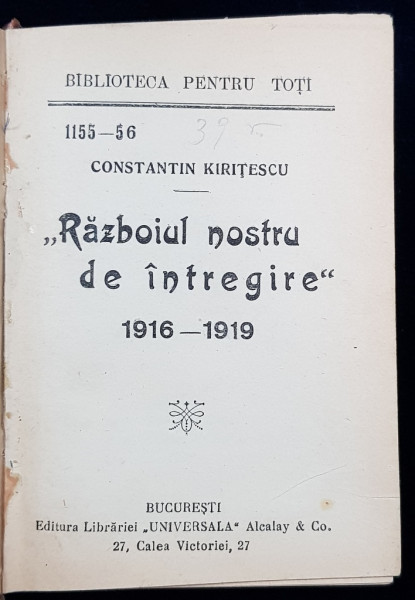 BIBLIOTECA PENTRU TOȚI
1155—56
CONSTANTIN KIRIȚESCU
„Războiul nostru
de întregire“
1916—1919
BUCUREȘTI
Editura Librăriei „UNIVERSALA“ Alcalay & Co.
27, Calea Victoriei, 27